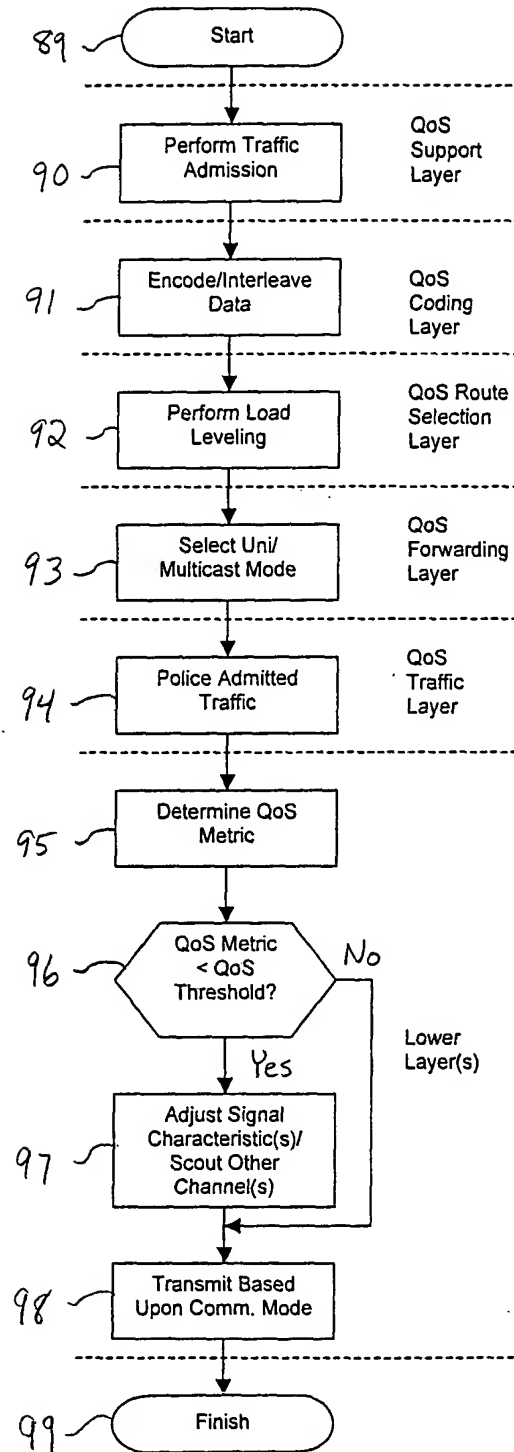 89
Start
90
Perform Traffic
Admission
QoS
Support
Layer
91
Encode/Interleave
Data
QoS
Coding
Layer
92
Perform Load
Leveling
QoS Route
Selection
Layer
93
Select Uni/
Multicast Mode
QoS
Forwarding
Layer
94
Police Admitted
Traffic
QoS
Traffic
Layer
95
Determine QoS
Metric
96
QoS Metric
< QoS
Threshold?
No
Yes
Lower
Layer(s)
97
Adjust Signal
Characteristic(s)/
Scout Other
Channel(s)
98
Transmit Based
Upon Comm. Mode
99
Finish